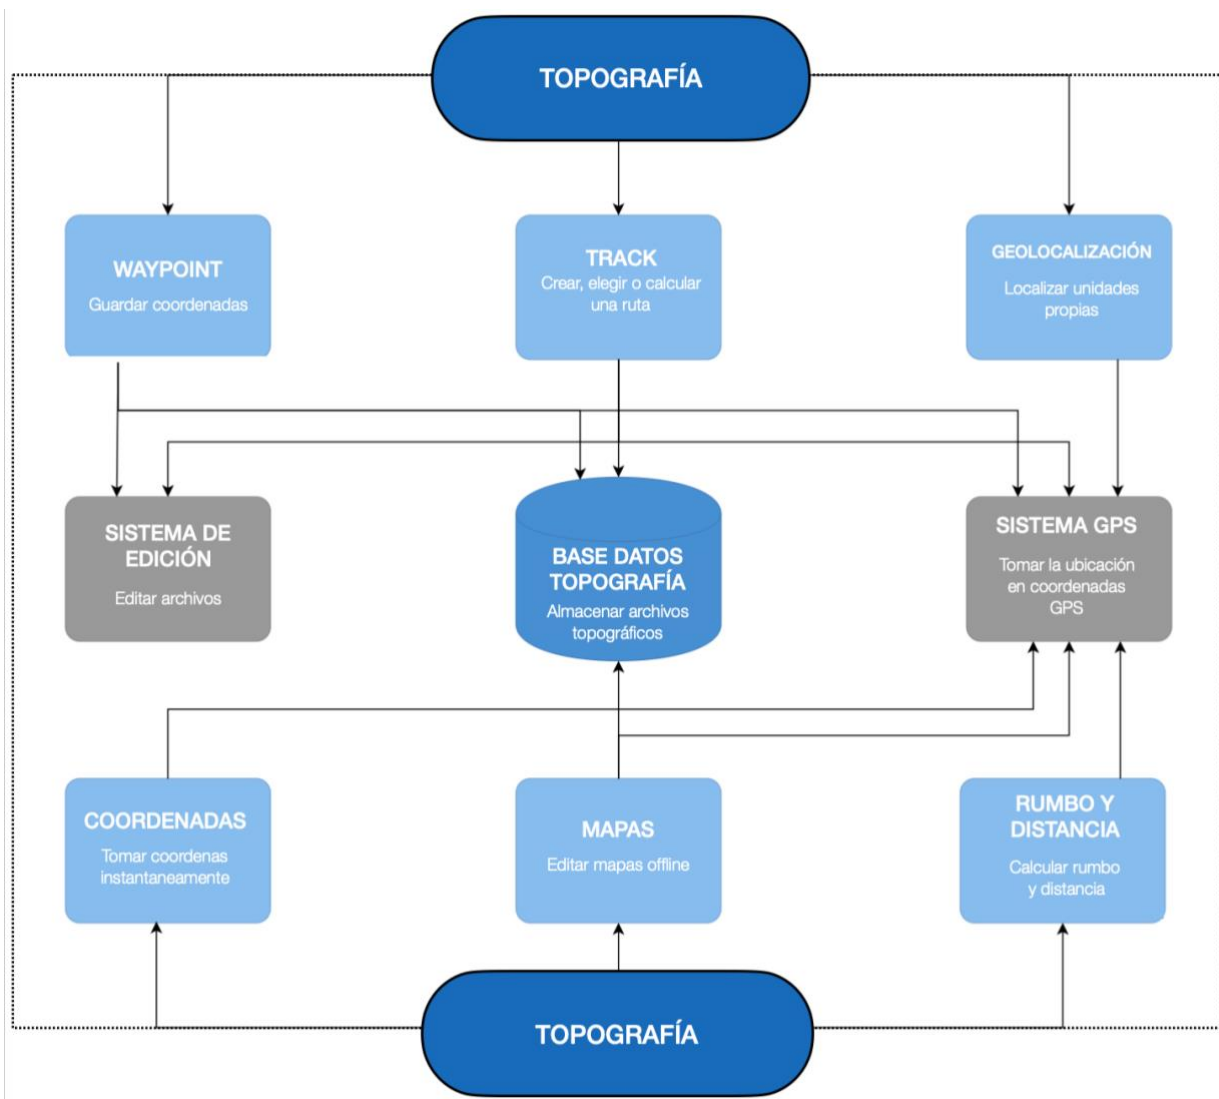 TOPOGRAFÍA
WAYPOINT
Guardar coordenadas
TRACK
Crear, elegir o calcular
una ruta
GEOLOCALIZACIÓN
Localizar unidades
propias
SISTEMA DE
EDICIÓN
Editar archivos
BASE DATOS
TOPOGRAFÍA
Almacenar archivos
topográficos
SISTEMA GPS
Tomar la ubicación
en coordenadas
GPS
COORDENADAS
Tomar coordenas
instantaneamente
MAPAS
Editar mapas offline
RUMBO Y
DISTANCIA
Calcular rumbo
y distancia
TOPOGRAFÍA